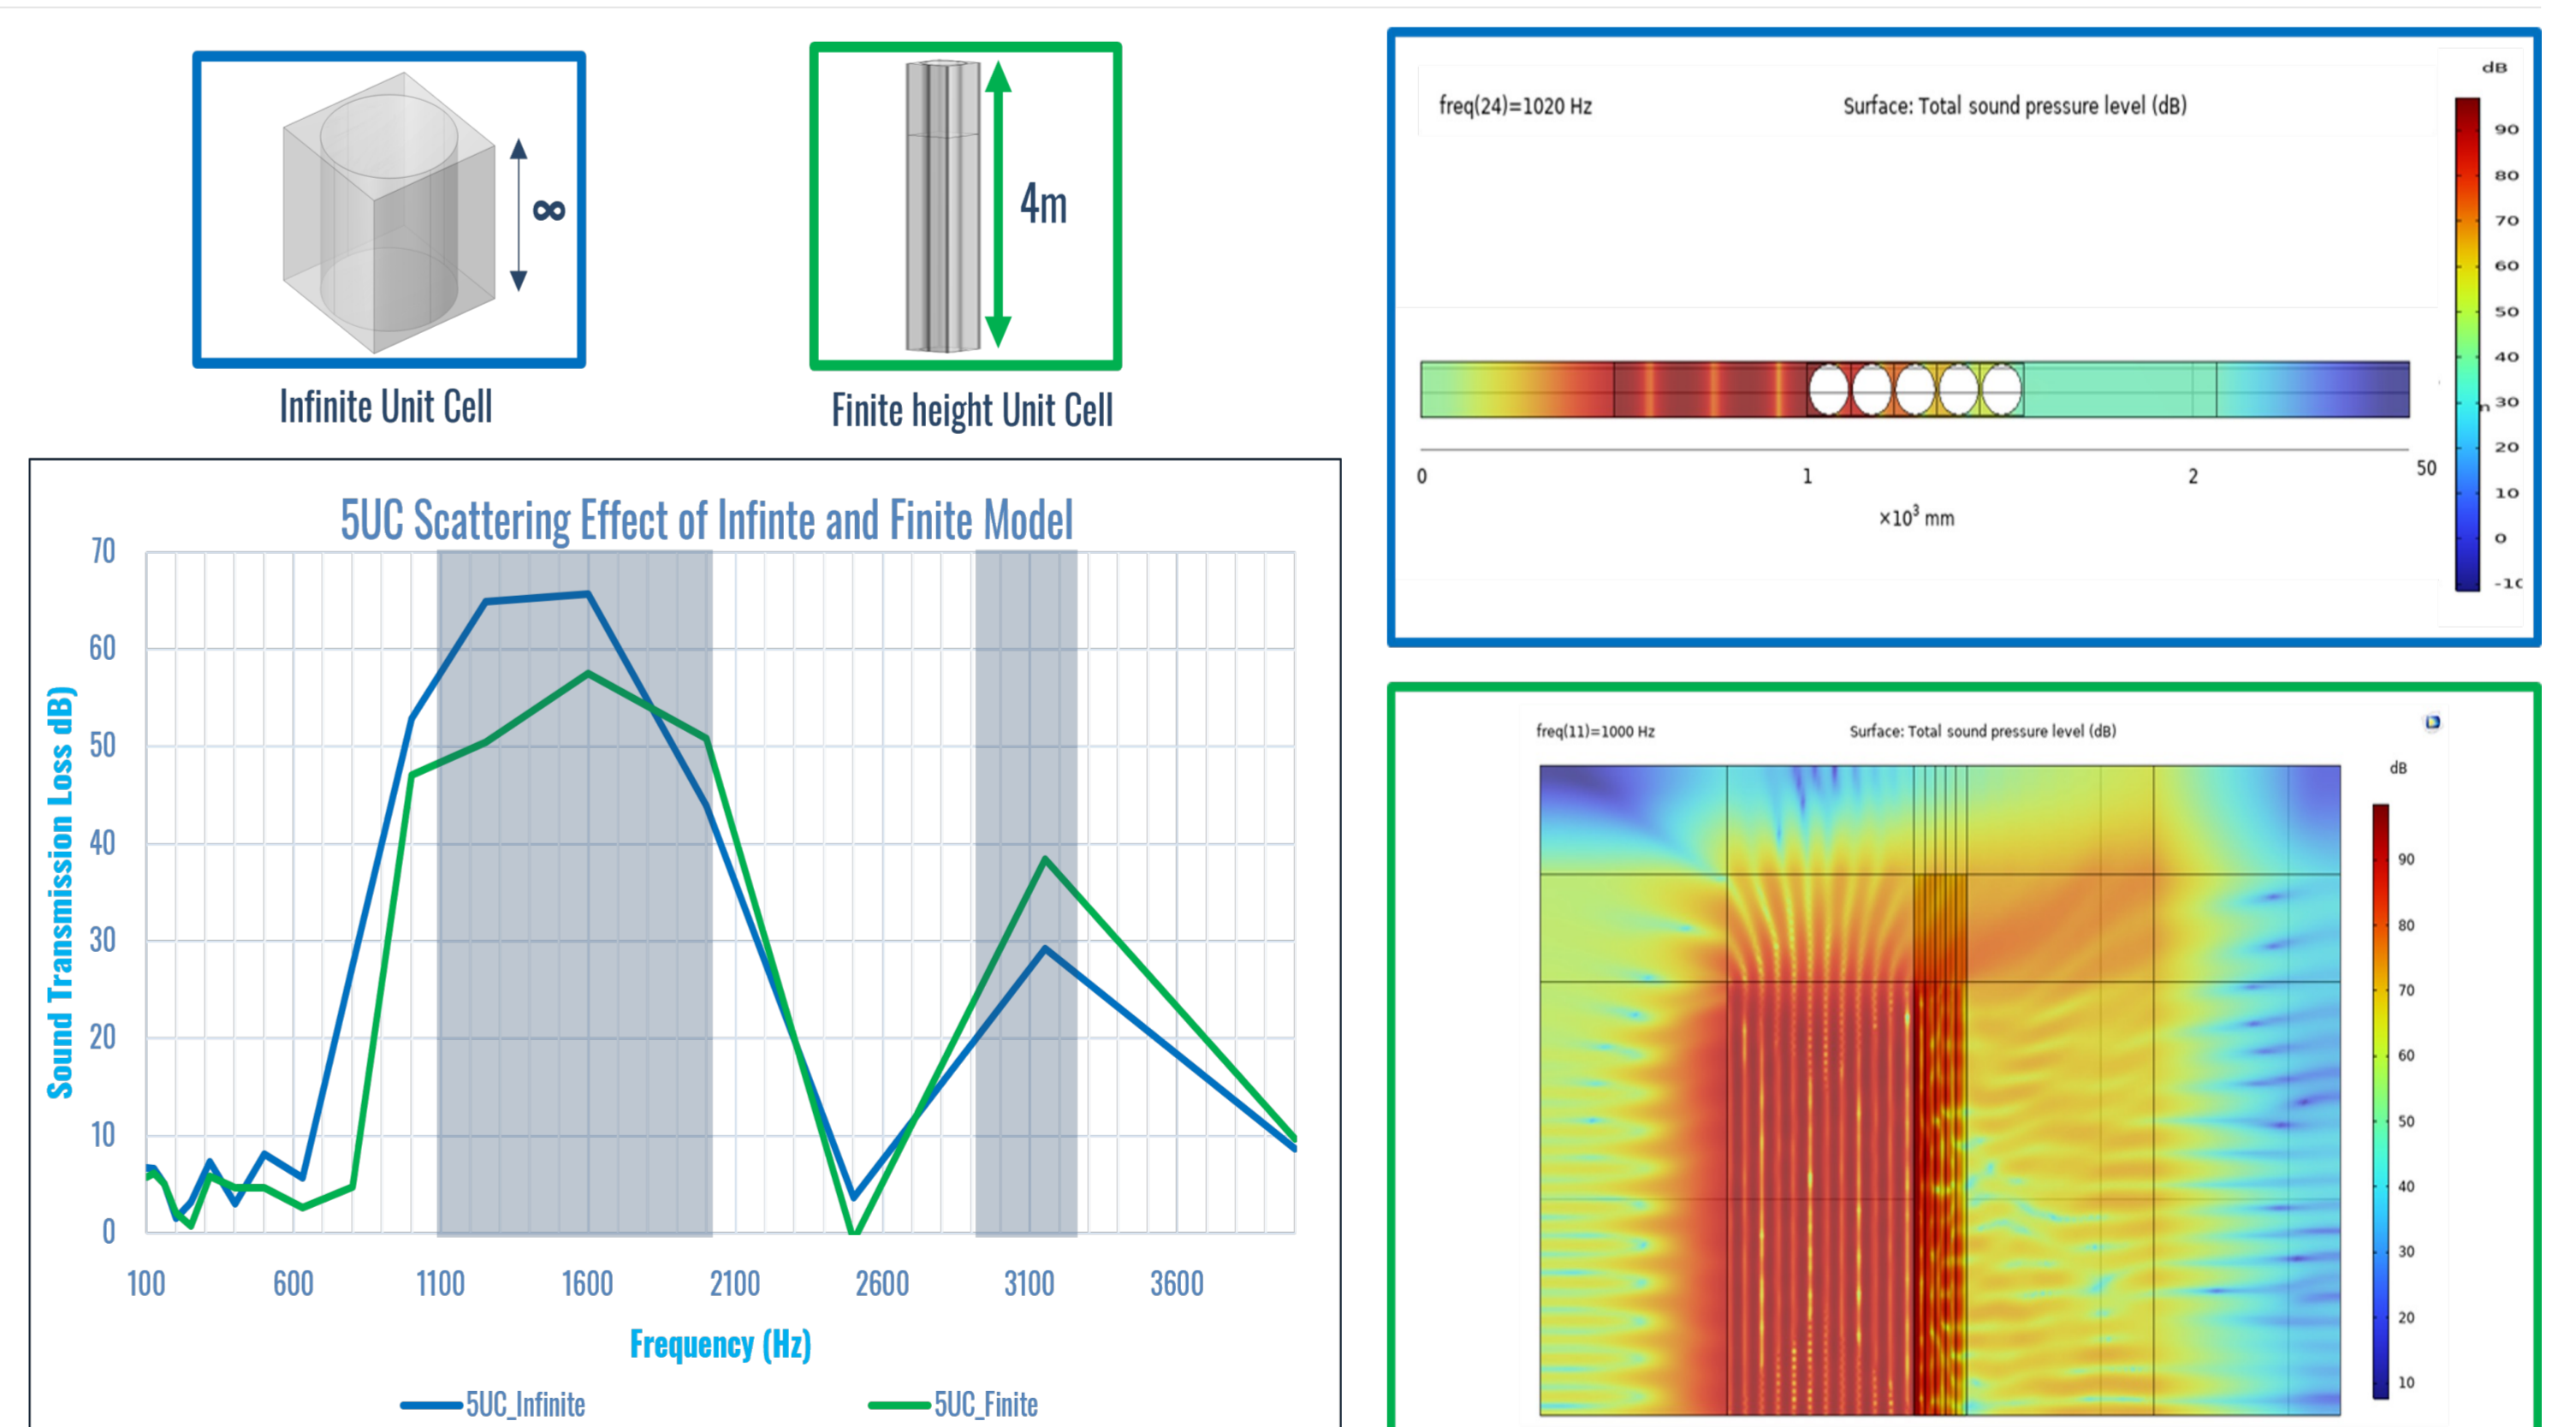 ∞
Infinite Unit Cell
4m
Finite height Unit Cell
5UC Scattering Effect of Infinte and Finite Model
Sound Transmission Loss dB)
70
60
50
40
30
20
10
0
100 600 1100 1600 2100 2600 3100 3600
Frequency (Hz)
5UC_Infinite 5UC_Finite
freq(24)=1020 Hz Surface: Total sound pressure level (dB)
dB
90
80
70
60
50
40
30
20
10
0
-10
n
0 1 2 50
×10³ mm
freq(11)=1000 Hz Surface: Total sound pressure level (dB)
dB
90
80
70
60
50
40
30
20
10